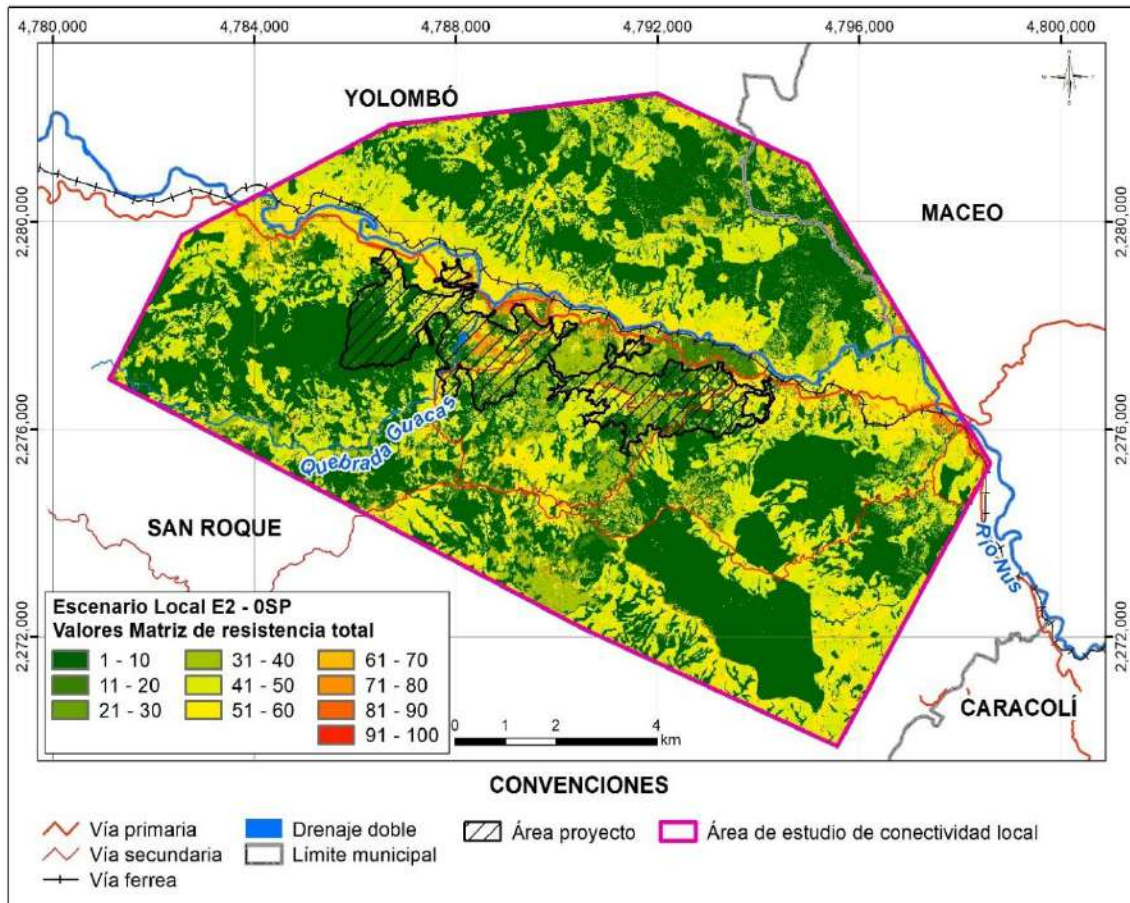 4,780,000 4,784,000 4,788,000 4,792,000 4,796,000 4,800,000
YOLOMBÓ
MACEO
2,280,000 2,280,000
2,276,000 2,276,000
Quebrada Guacas
SAN ROQUE
Río Nus
2,272,000 2,272,000
CARACOLÍ
Escenario Local E2 - 0SP
Valores Matriz de resistencia total
1 - 10 31 - 40 61 - 70
11 - 20 41 - 50 71 - 80
21 - 30 51 - 60 81 - 90
91 - 100
0 1 2 4
km
CONVENCIONES
Vía primaria Drenaje doble Área proyecto Área de estudio de conectividad local
Vía secundaria Límite municipal
Vía ferrea